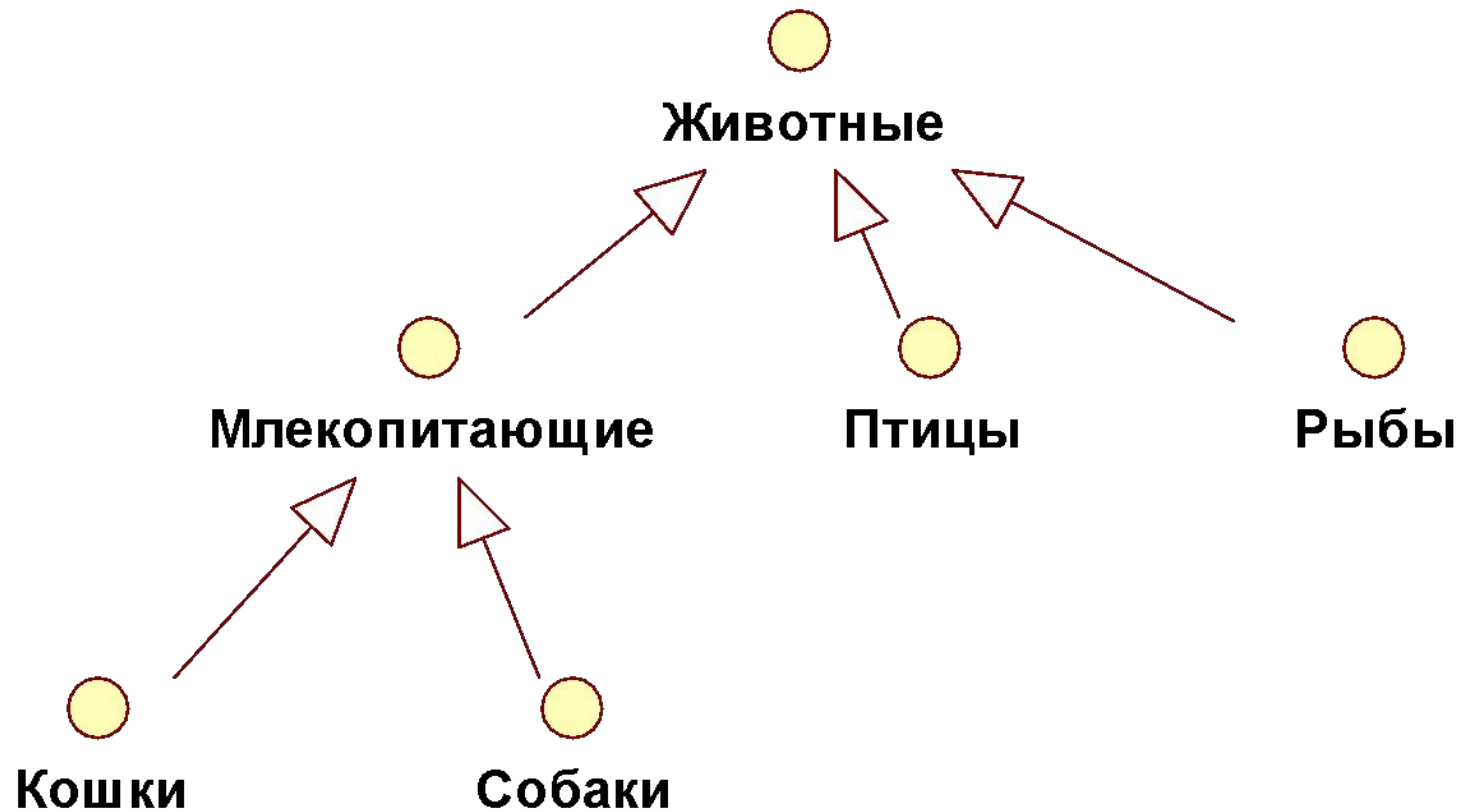 Животные
Млекопитающие
Птицы
Рыбы
Кошки
Собаки